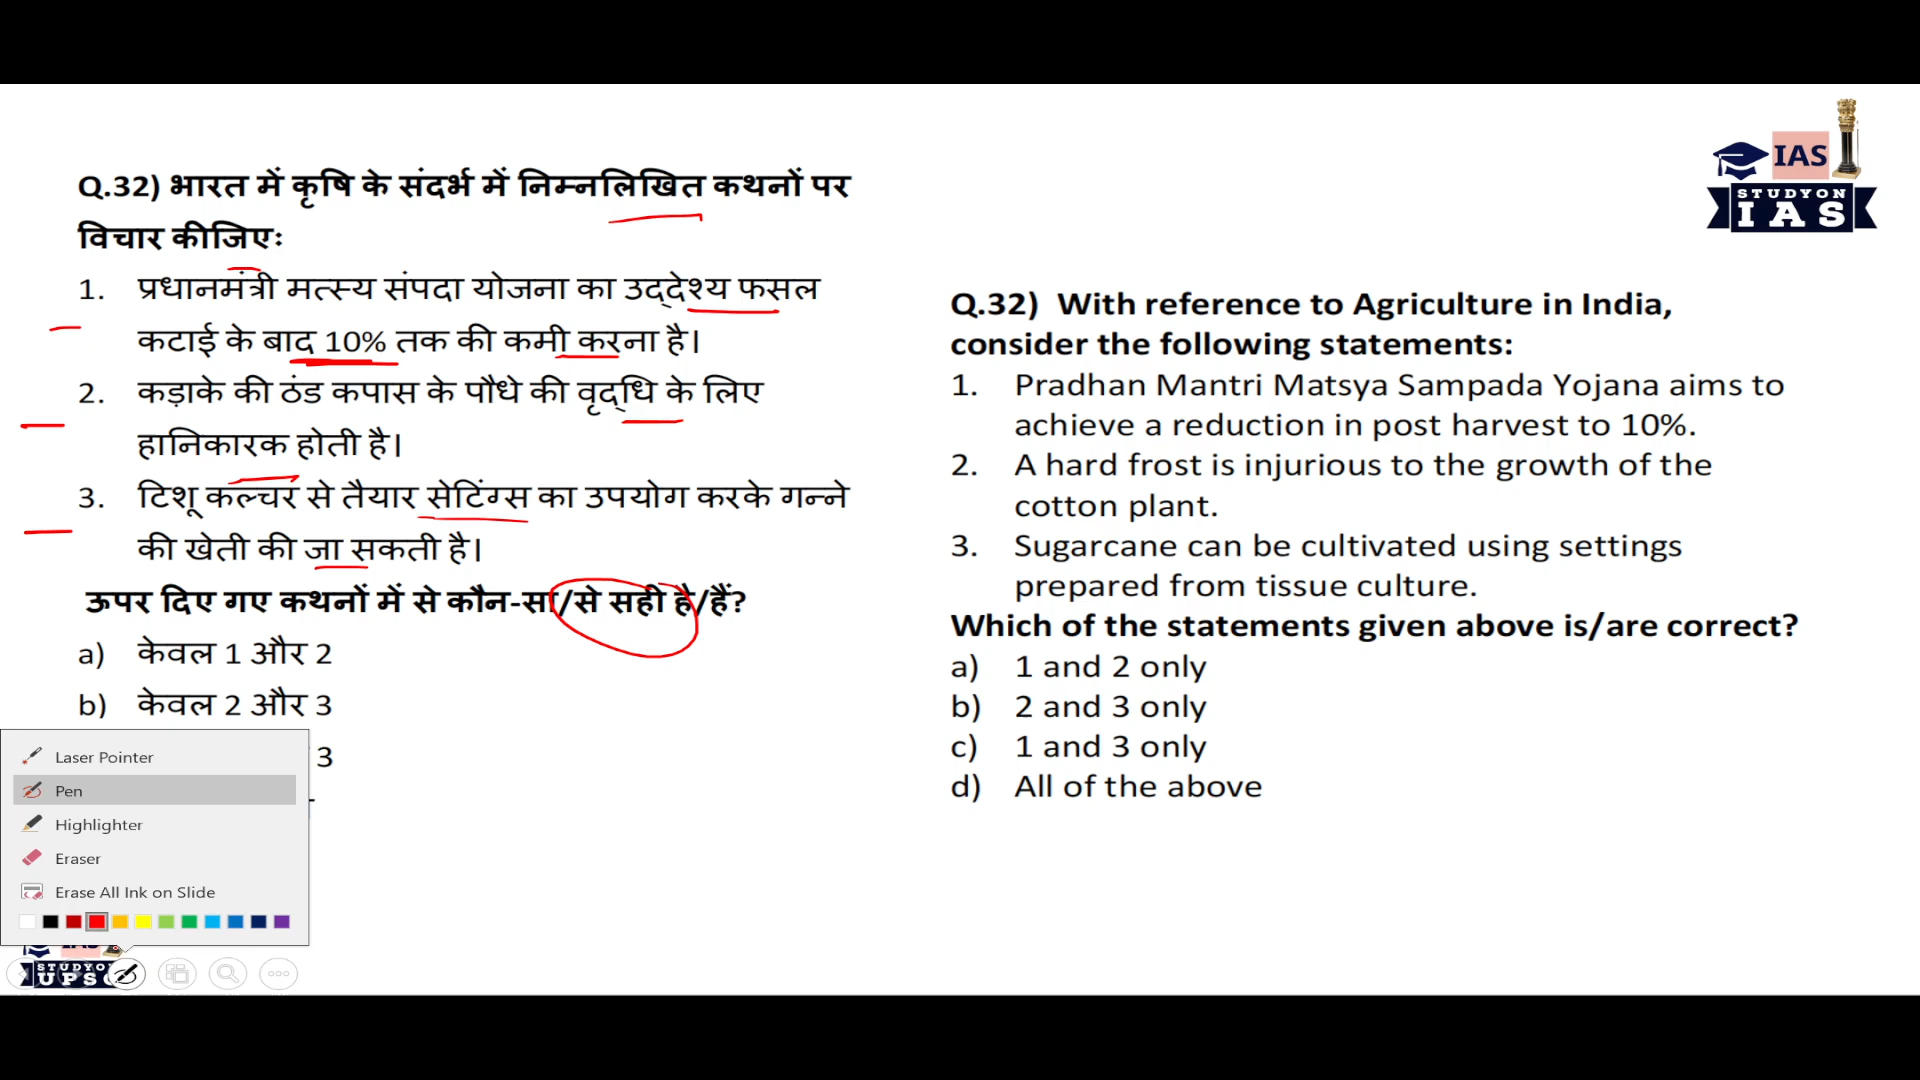 IAS
STUDYON
IAS
Q.32) भारत में कृषि के संदर्भ में निम्नलिखित कथनों पर
विचार कीजिएः
1. प्रधानमंत्री मत्स्य संपदा योजना का उद्देश्य फसल
कटाई के बाद 10% तक की कमी करना है।
2. कड़ाके की ठंड कपास के पौधे की वृद्धि के लिए
हानिकारक होती है।
3. टिशू कल्चर से तैयार सेटिंग्स का उपयोग करके गन्ने
की खेती की जा सकती है।
ऊपर दिए गए कथनों में से कौन-सा/से सही है/हैं?
a) केवल 1 और 2
b) केवल 2 और 3
3
Q.32) With reference to Agriculture in India,
consider the following statements:
1. Pradhan Mantri Matsya Sampada Yojana aims to
achieve a reduction in post harvest to 10%.
2. A hard frost is injurious to the growth of the
cotton plant.
3. Sugarcane can be cultivated using settings
prepared from tissue culture.
Which of the statements given above is/are correct?
a) 1 and 2 only
b) 2 and 3 only
c) 1 and 3 only
d) All of the above
Laser Pointer
Pen
Highlighter
Eraser
Erase All Ink on Slide